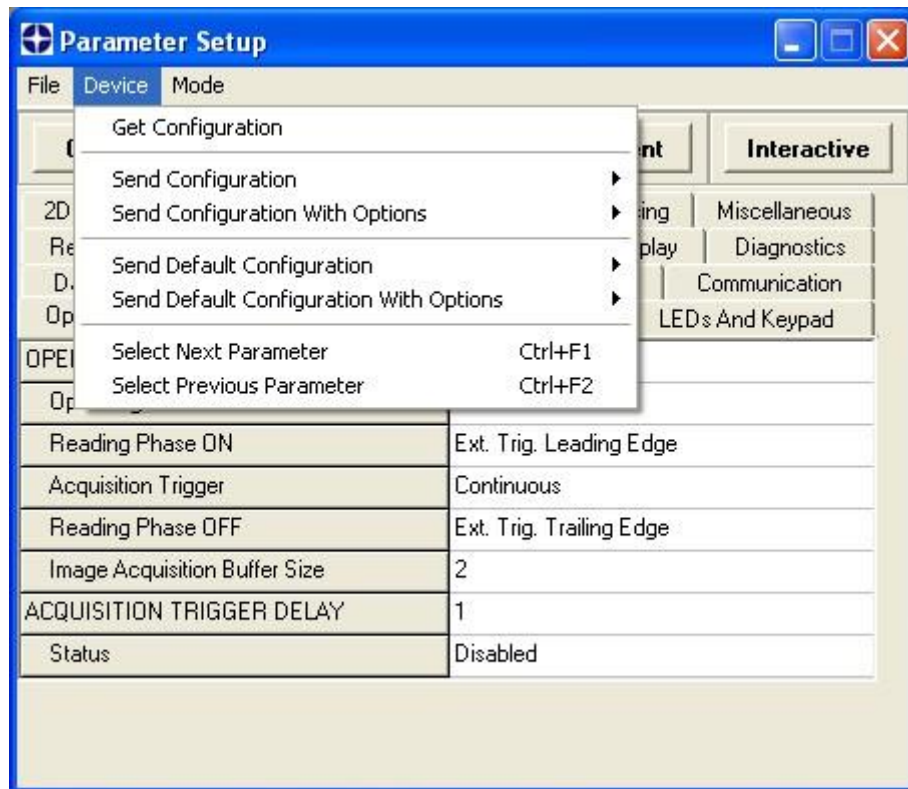 Parameter Setup
File Device Mode
Get Configuration
Interactive
Send Configuration
2D Miscellaneous
Send Configuration With Options
Diagnostics
Send Default Configuration
D. Communication
Send Default Configuration With Options
LEDs And Keypad
Select Next Parameter Ctrl+F1
Select Previous Parameter Ctrl+F2
Reading Phase ON Ext. Trig. Leading Edge
Acquisition Trigger Continuous
Reading Phase OFF Ext. Trig. Trailing Edge
Image Acquisition Buffer Size 2
ACQUISITION TRIGGER DELAY 1
Status Disabled